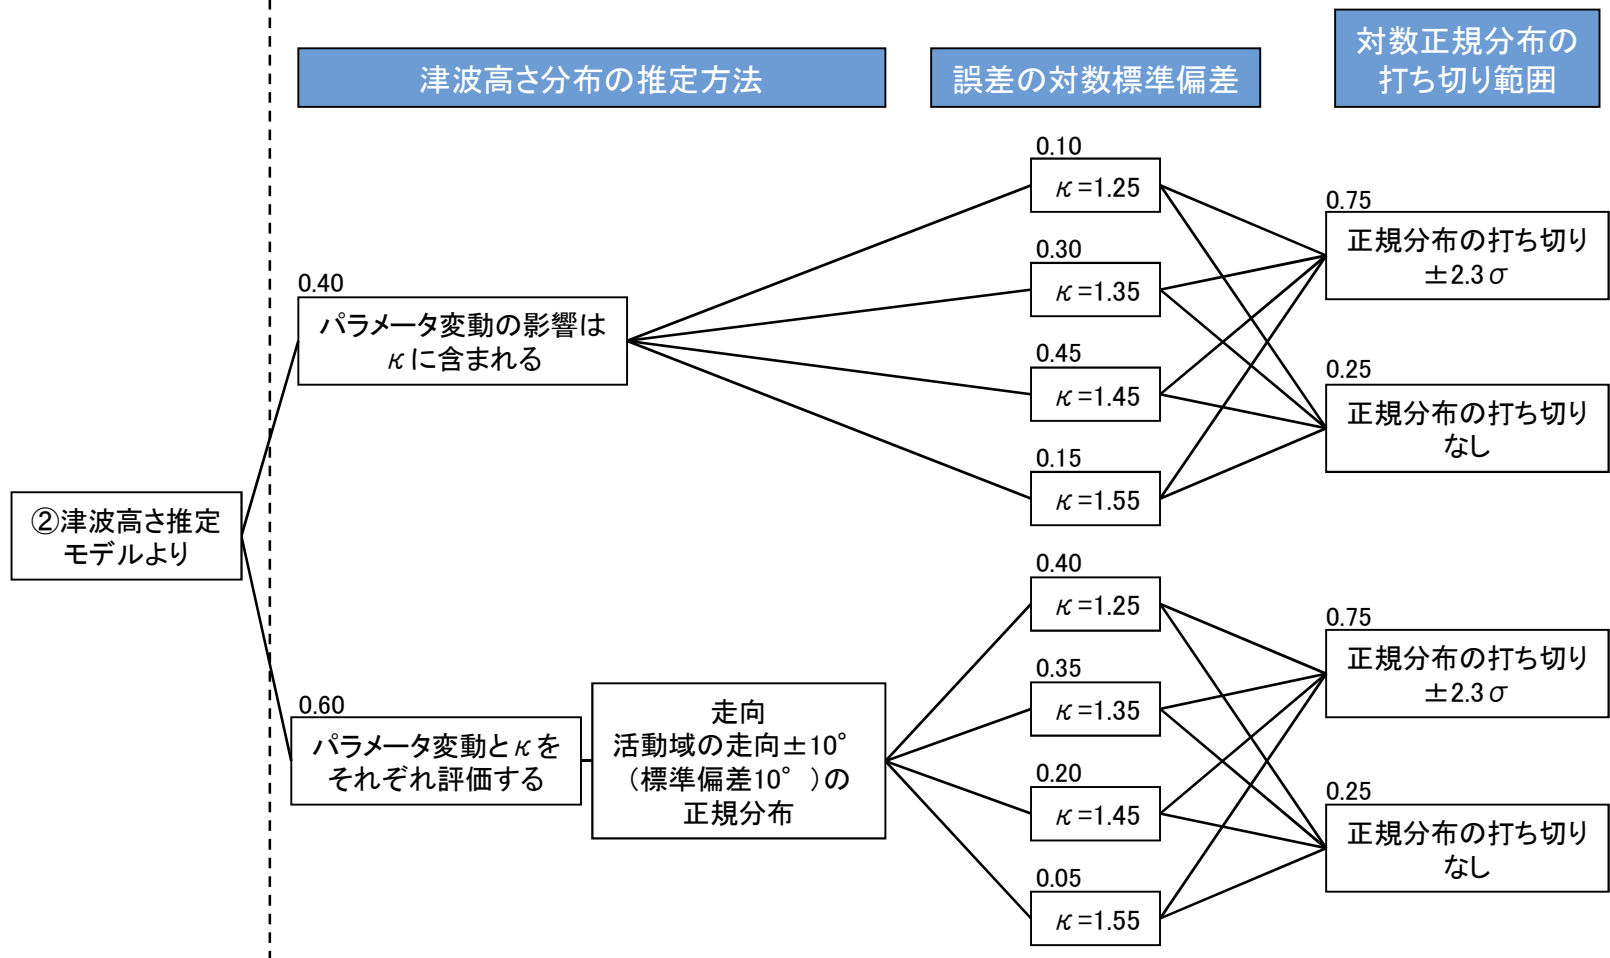 津波高さ分布の推定方法
誤差の対数標準偏差
対数正規分布の
打ち切り範囲
②津波高さ推定
モデルより
0.40
パラメータ変動の影響は
κに含まれる
0.10
κ=1.25
0.30
κ=1.35
0.45
κ=1.45
0.15
κ=1.55
0.75
正規分布の打ち切り
±2.3σ
0.25
正規分布の打ち切り
なし
0.60
パラメータ変動とκを
それぞれ評価する
走向
活動域の走向±10°
（標準偏差10°）の
正規分布
0.40
κ=1.25
0.35
κ=1.35
0.20
κ=1.45
0.05
κ=1.55
0.75
正規分布の打ち切り
±2.3σ
0.25
正規分布の打ち切り
なし